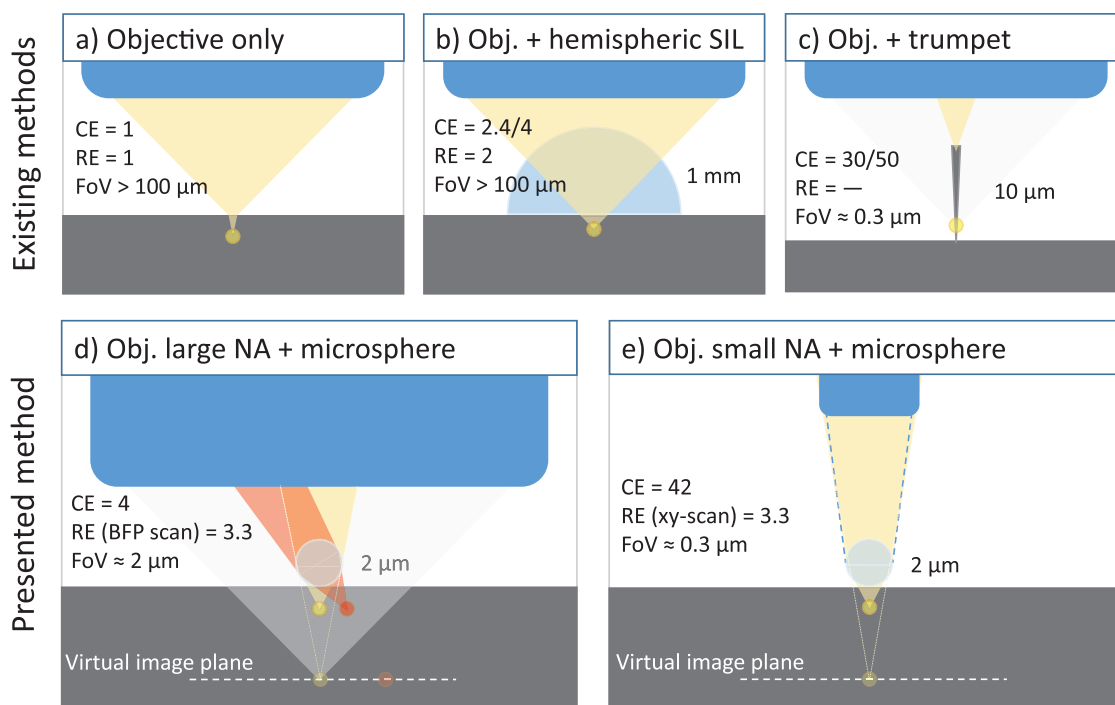 Existing methods
a) Objective only
CE = 1
RE = 1
FoV > 100 μm
b) Obj. + hemispheric SIL
CE = 2.4/4
RE = 2
FoV > 100 μm
1 mm
c) Obj. + trumpet
CE = 30/50
RE = —
FoV ≈ 0.3 μm
10 μm
Presented method
d) Obj. large NA + microsphere
CE = 4
RE (BFP scan) = 3.3
FoV ≈ 2 μm
2 μm
Virtual image plane
e) Obj. small NA + microsphere
CE = 42
RE (xy-scan) = 3.3
FoV ≈ 0.3 μm
2 μm
Virtual image plane